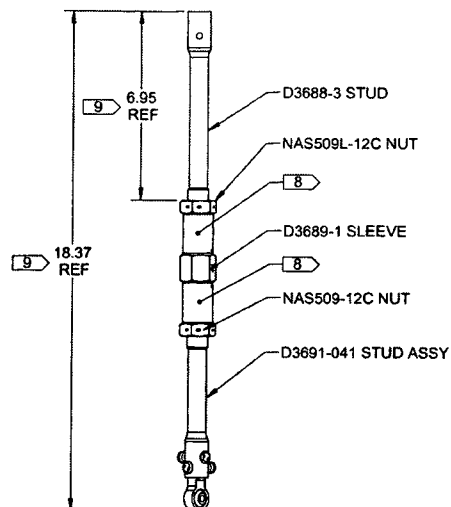 9 6.95
REF
D3688-3 STUD
NAS509L-12C NUT
8
D3689-1 SLEEVE
9 18.37
REF
8
NAS509-12C NUT
D3691-041 STUD ASSY